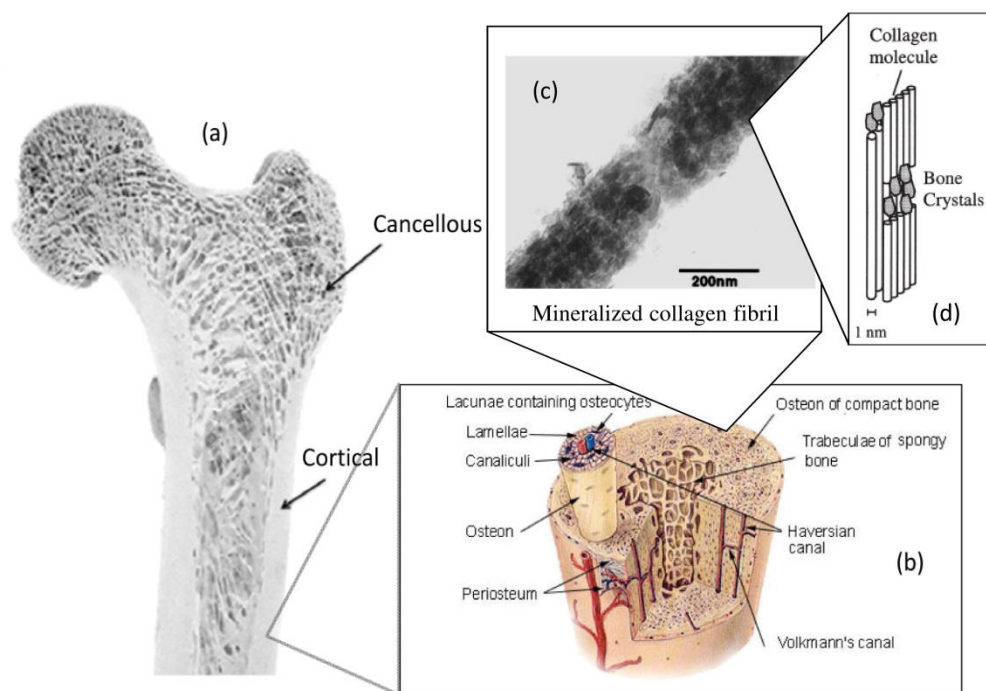 (a)
Cancellous
Cortical
(c)
200nm
Mineralized collagen fibril
Collagen
molecule
Bone
Crystals
(d)
1 nm
Lacunae containing osteocytes
Lamellae
Canaliculi
Osteon
Periosteum
Osteon of compact bone
Trabeculae of spongy
bone
Haversian
canal
(b)
Volkmann's canal